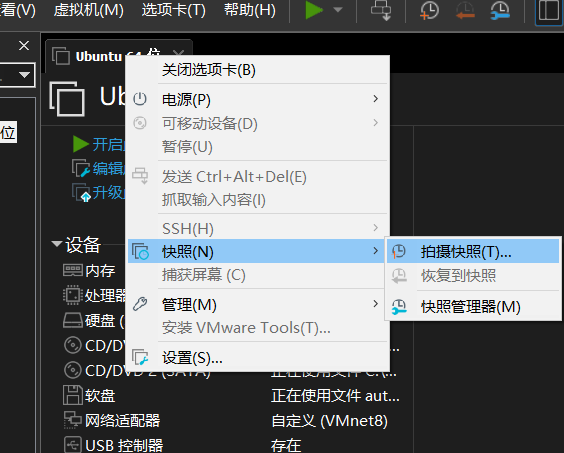 看(V) 虚拟机(M) 选项卡(T) 帮助(H)
Ubuntu 64 位
Ub
位
关闭选项卡(B)
电源(P)
可移动设备(D)
暂停(U)
发送 Ctrl+Alt+Del(E)
抓取输入内容(I)
SSH(H)
快照(N)
捕获屏幕 (C)
管理(M)
安装 VMware Tools(T)...
设置(S)...
拍摄快照(T)...
恢复到快照
快照管理器(M)
开启
编辑
升级
设备
内存
处理器
硬盘 (
CD/DV
CD/DVD 2 (SATA) 正在使用文件 C:\...
软盘 正在使用文件 aut...
网络适配器 自定义 (VMnet8)
USB 控制器 存在